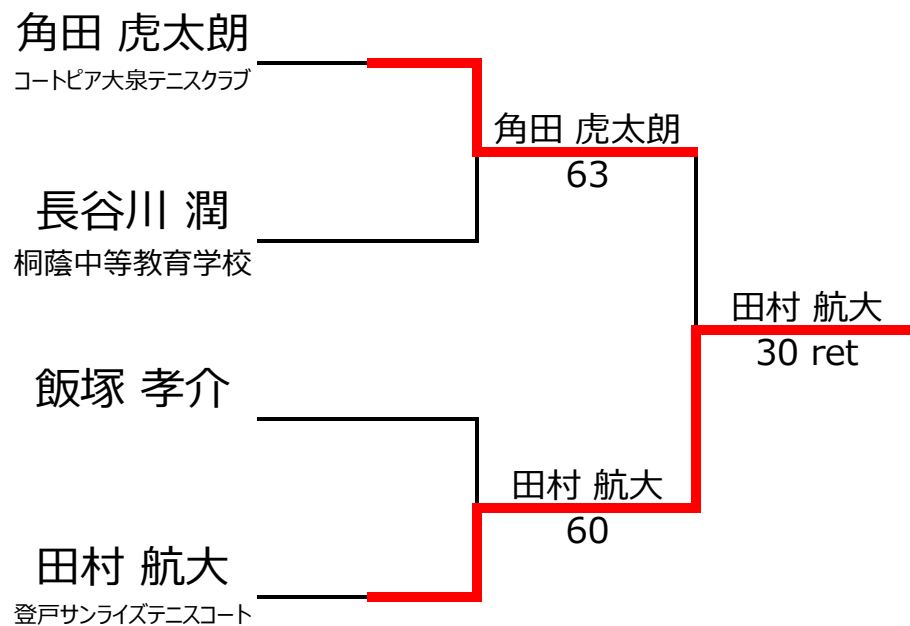 角田 虎太朗
コートピア大泉テニスクラブ
角田 虎太朗
63
長谷川 潤
桐蔭中等教育学校
田村 航大
30 ret
飯塚 孝介
田村 航大
60
田村 航大
登戸サンライズテニスコート